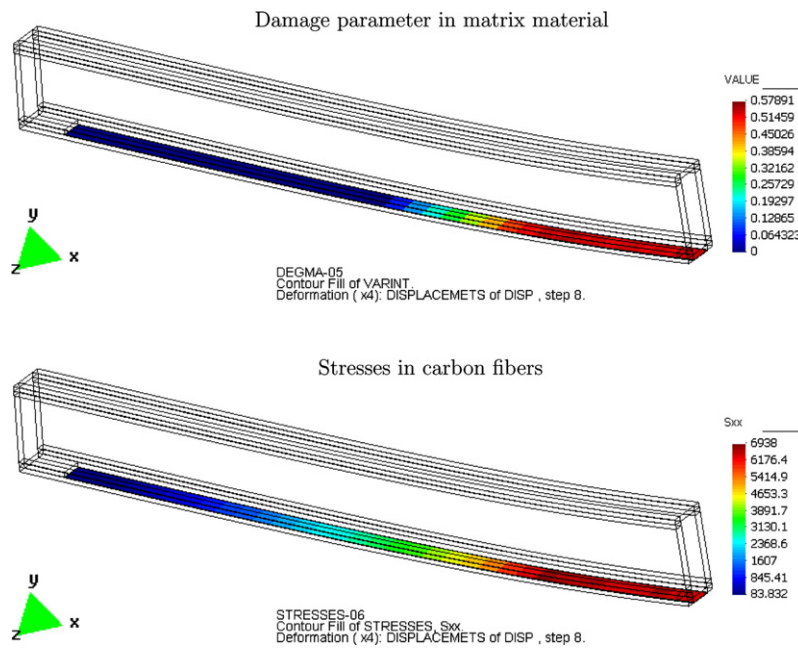 Damage parameter in matrix material
VALUE
0.57891
0.51459
0.45026
0.38594
0.32162
0.25729
0.19297
0.12865
0.064323
0
y
z
x
DEGMA-05
Contour Fill of VARINT.
Deformation ( x4): DISPLACEMETS of DISP , step 8.
Stresses in carbon fibers
Sxx
6938
6176.4
5414.9
4653.3
3891.7
3130.1
2368.6
1607
845.41
83.832
y
z
x
STRESSES-06
Contour Fill of STRESSES, Sxx.
Deformation ( x4): DISPLACEMETS of DISP , step 8.